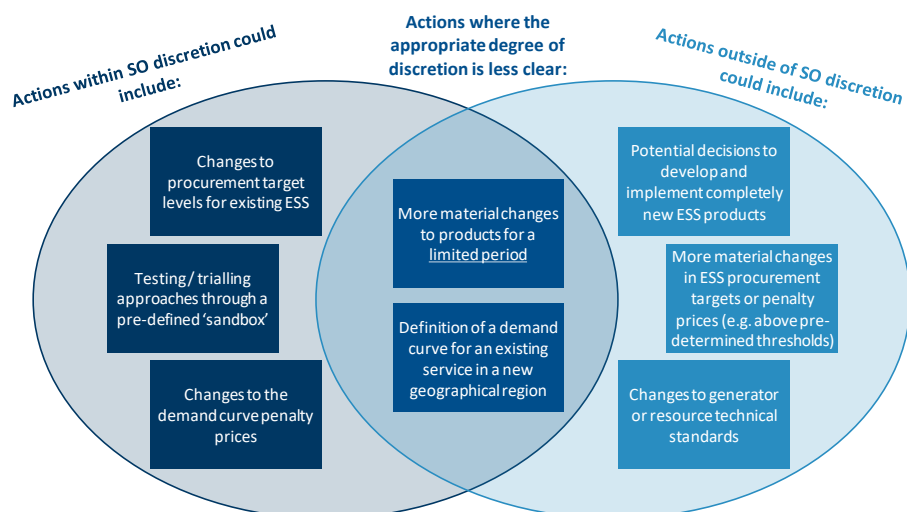 Actions within SO discretion could
include:
Changes to
procurement target
levels for existing ESS
Testing / trialling
approaches through a
pre-defined ‘sandbox’
Changes to the
demand curve penalty
prices
Actions where the
appropriate degree of
discretion is less clear:
More material changes
to products for a
limited period
Definition of a demand
curve for an existing
service in a new
geographical region
Actions outside of SO discretion
could include:
Potential decisions to
develop and
implement completely
new ESS products
More material changes
in ESS procurement
targets or penalty
prices (e.g. above pre-
determined thresholds)
Changes to generator
or resource technical
standards